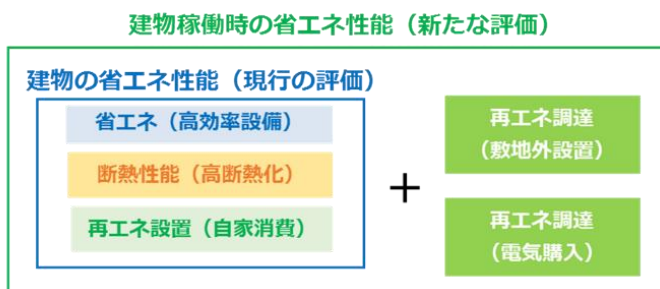 建物稼働時の省エネ性能（新たな評価）
建物の省エネ性能（現行の評価）
省エネ（高効率設備）
断熱性能（高断熱化）
再エネ設置（自家消費）
＋
再エネ調達
（敷地外設置）
再エネ調達
（電気購入）